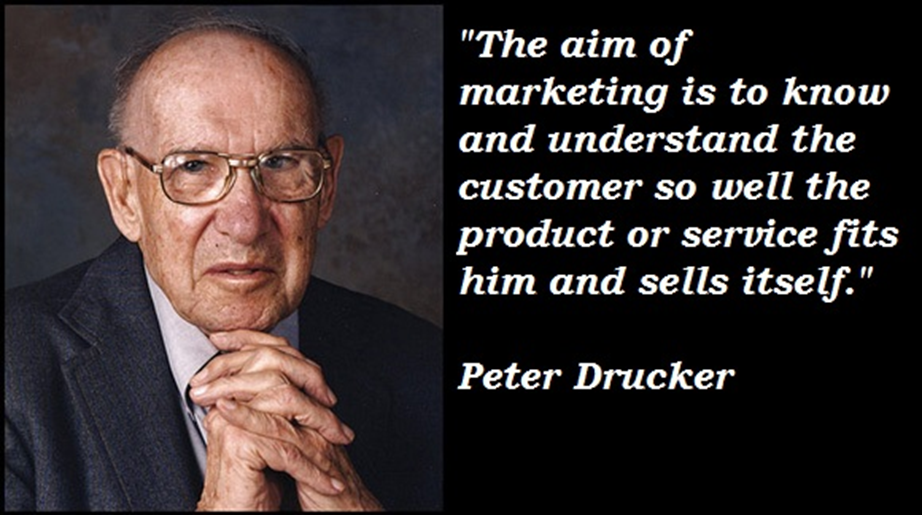 "The aim of
marketing is to know
and understand the
customer so well the
product or service fits
him and sells itself."
Peter Drucker